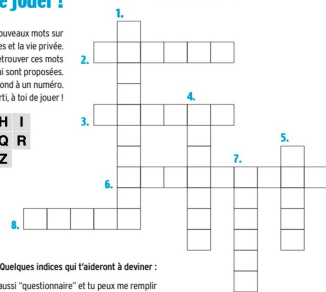 e jouer !
ouveaux mots sur
es et la vie privée.
etrouver ces mots
ui sont proposées.
ond à un numéro.
rti, à toi de jouer !
H I
Q R
Z
1.
2.
3.
4.
5.
6.
7.
8.
Quelques indices qui t'aideront à deviner :
aussi "questionnaire" et tu peux me remplir